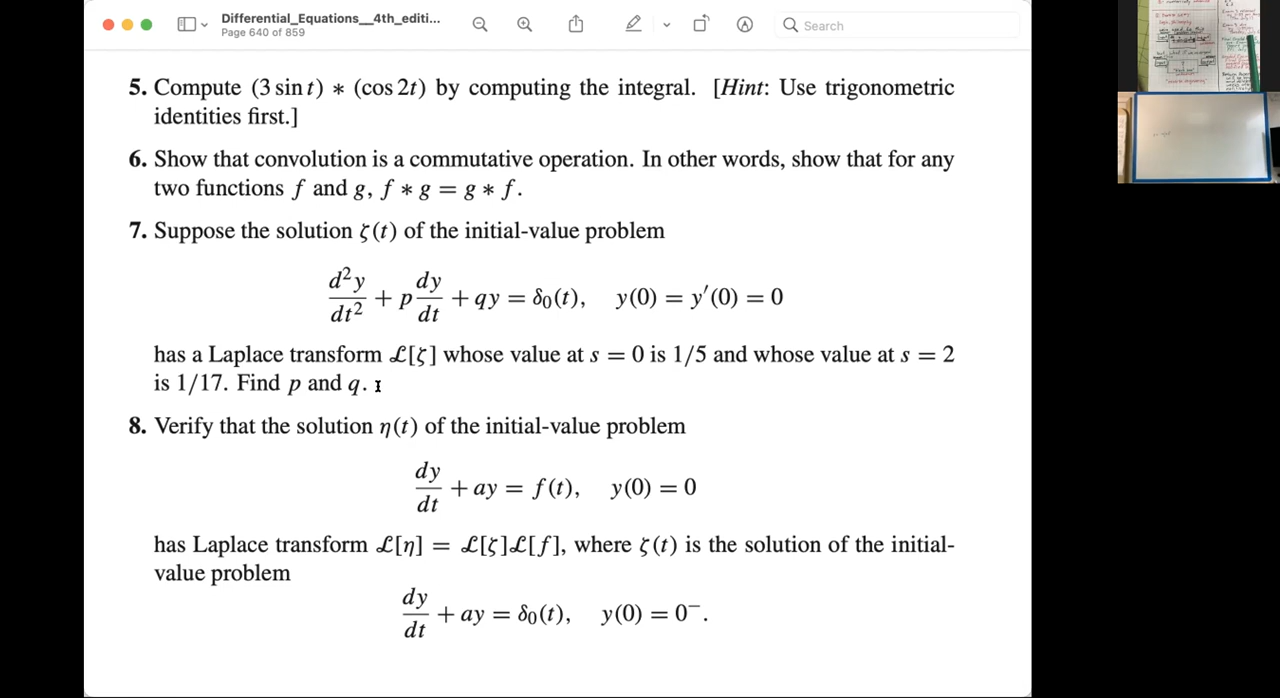 Differential_Equations__4th_editi...
Page 640 of 859
Search
5. Compute (3 sin t) ∗ (cos 2t) by computing the integral. [Hint: Use trigonometric
identities first.]
6. Show that convolution is a commutative operation. In other words, show that for any
two functions f and g, f ∗ g = g ∗ f.
7. Suppose the solution ζ(t) of the initial-value problem
d²y/dt² + p dy/dt + qy = δ₀(t), y(0) = y′(0) = 0
has a Laplace transform ℒ[ζ] whose value at s = 0 is 1/5 and whose value at s = 2
is 1/17. Find p and q.
8. Verify that the solution η(t) of the initial-value problem
dy/dt + ay = f(t), y(0) = 0
has Laplace transform ℒ[η] = ℒ[ζ]ℒ[f], where ζ(t) is the solution of the initial-
value problem
dy/dt + ay = δ₀(t), y(0) = 0⁻.